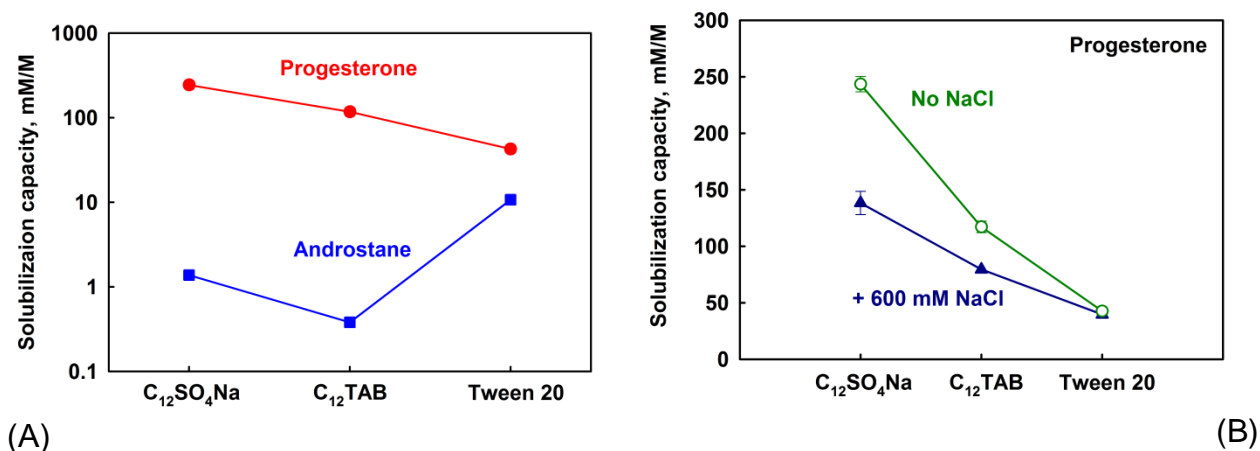 Solubilizaion capacity, mM/M
1000
100
10
1
0.1
Progesterone
Androstane
C₁₂SO₄Na C₁₂TAB Tween 20
(A)
Solubilization capacity, mM/M
300
250
200
150
100
50
0
Progesterone
No NaCl
+ 600 mM NaCl
C₁₂SO₄Na C₁₂TAB Tween 20
(B)